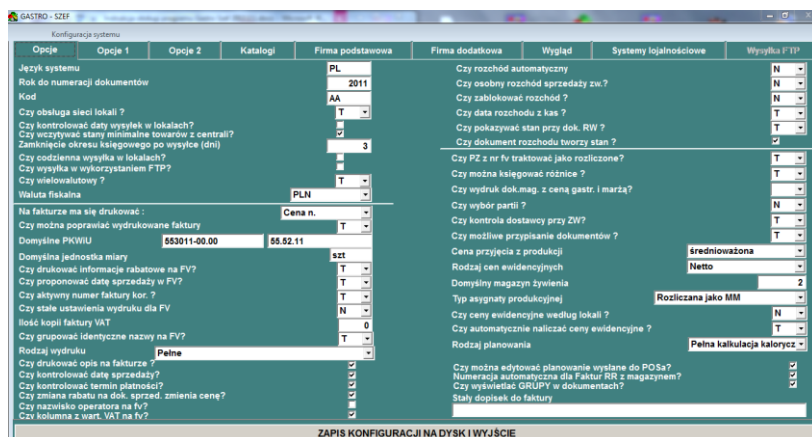 GASTRO - SZEF
Konfiguracja systemu
Opcje
Opcje 1
Opcje 2
Katalogi
Firma podstawowa
Firma dodatkowa
Wygląd
Systemy lojalnościowe
Wysyłka FTP
Język systemu PL
Rok do numeracji dokumentów 2011
Kod AA
Czy obsługa sieci lokali ? T
Czy kontrolować daty wysyłek w lokalach?
Czy wczytywać stany minimalne towarów z centrali?
Zamknięcie okresu księgowego po wysyłce (dni) 3
Czy codzienna wysyłka w lokalach?
Czy wysyłka w wykorzystaniem FTP?
Czy wielowalutowy ? T
Waluta fiskalna PLN
Na fakturze ma się drukować : Cena n.
Czy można poprawiać wydrukowane faktury T
Domyślne PKWiU 553011-00.00 55.52.11
Domyślna jednostka miary szt
Czy drukować informacje rabatowe na FV? T
Czy proponować datę sprzedaży w FV? T
Czy aktywny numer faktury kor. ? T
Czy stałe ustawienia wydruku dla FV N
Ilość kopii faktury VAT 0
Czy grupować identyczne nazwy na FV? T
Rodzaj wydruku Pełne
Czy drukować opis na fakturze ?
Czy kontrolować datę sprzedaży?
Czy kontrolować termin płatności?
Czy zmiana rabatu na dok. sprzed. zmienia cenę?
Czy nazwisko operatora na fv?
Czy kolumna z wart. VAT na fv?
Czy rozchód automatyczny N
Czy osobny rozchód sprzedaży zw.? N
Czy zablokować rozchód ? N
Czy data rozchodu z kas ? T
Czy pokazywać stan przy dok. RW ? T
Czy dokument rozchodu tworzy stan ?
Czy PZ z nr fv traktować jako rozliczone? T
Czy można księgować różnice ? T
Czy wydruk dok.mag. z ceną gastr. i marżą?
Czy wybór partii ? N
Czy kontrola dostawcy przy ZW? T
Czy możliwe przypisanie dokumentów ? T
Cena przyjęcia z produkcji średnioważona
Rodzaj cen ewidencyjnych Netto
Domyślny magazyn żywienia 2
Typ asygnaty produkcyjnej Rozliczana jako MM
Czy ceny ewidencyjne według lokali ? N
Czy automatycznie naliczać ceny ewidencyjne ? T
Rodzaj planowania Pełna kalkulacja kalorycz
Czy można edytować planowanie wysłane do POSa?
Numeracja automatyczna dla Faktur RR z magazynem?
Czy wyświetlać GRUPY w dokumentach?
Stały dopisek do faktury
ZAPIS KONFIGURACJI NA DYSK I WYJŚCIE